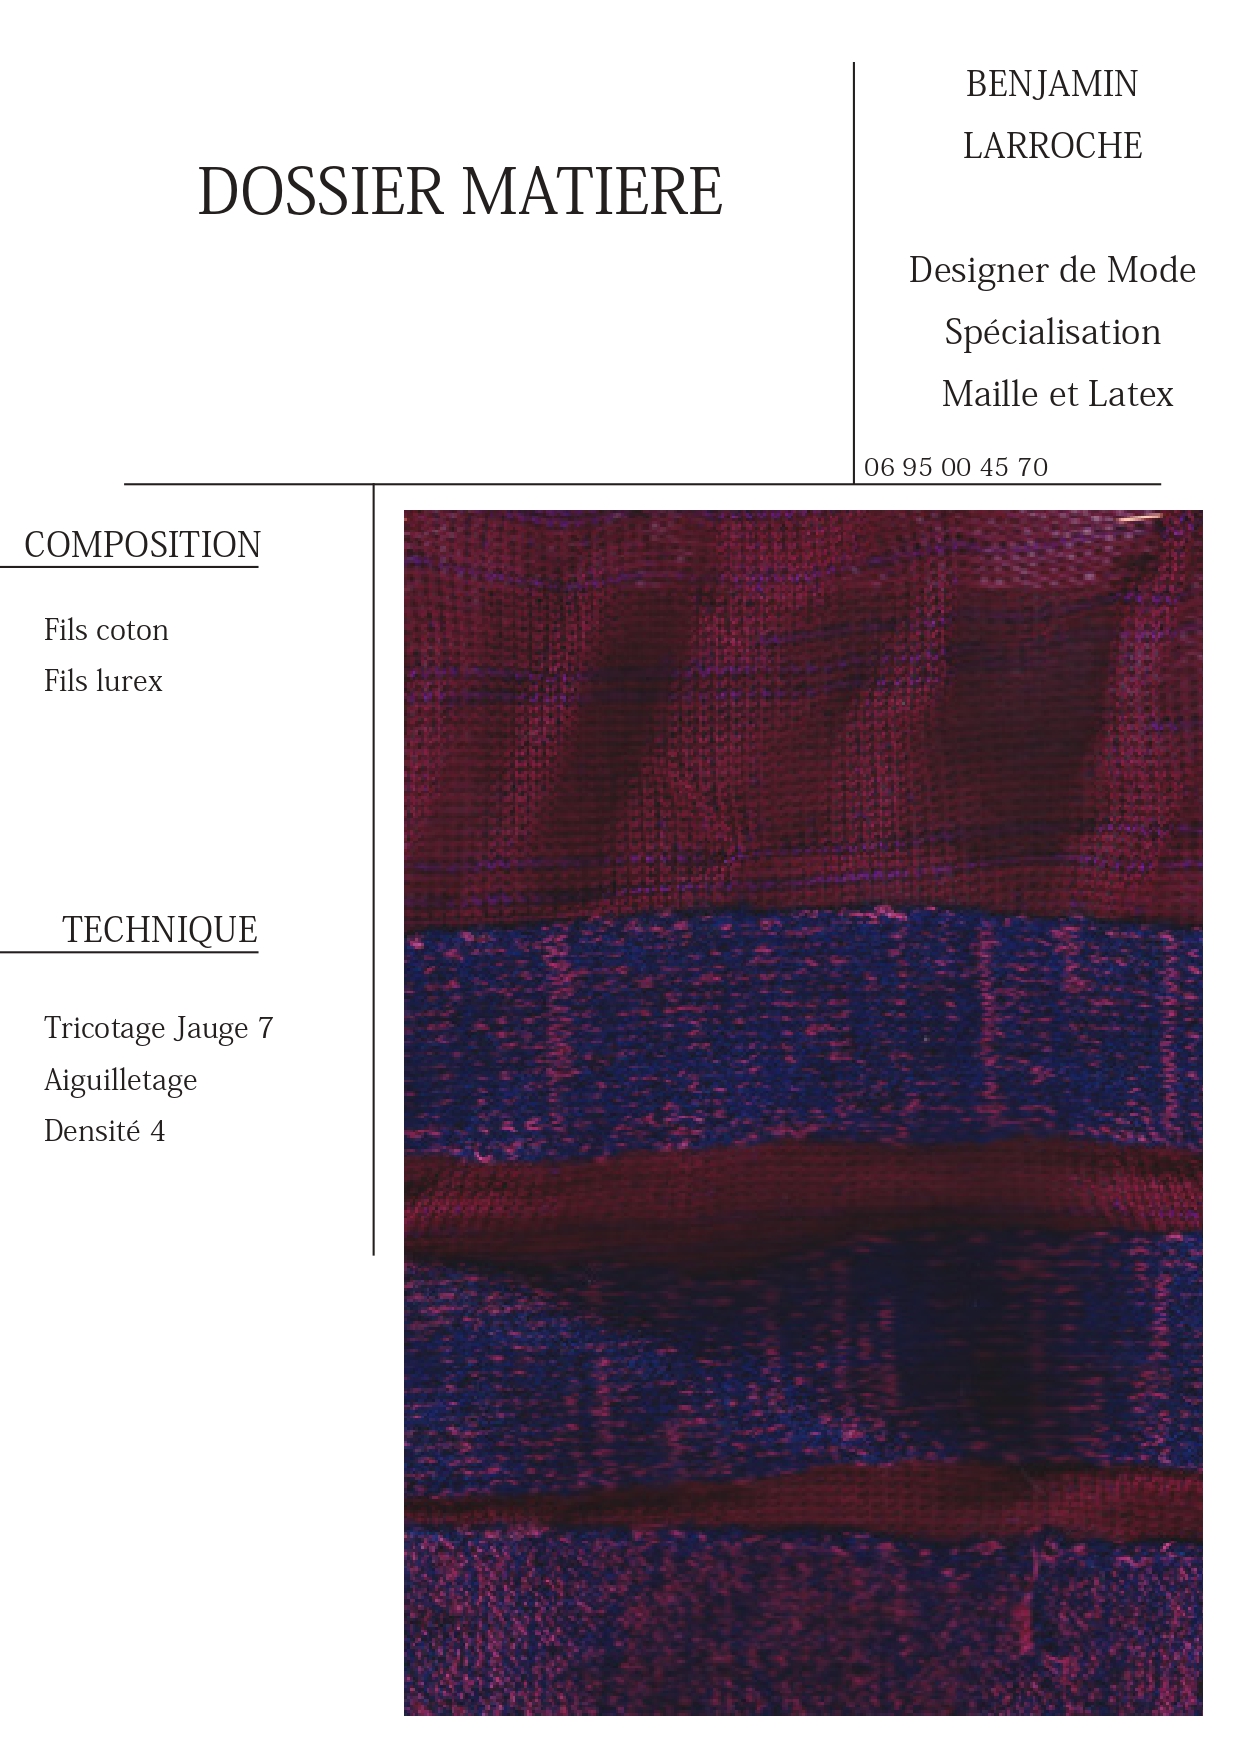 DOSSIER MATIERE
BENJAMIN
LARROCHE
Designer de Mode
Spécialisation
Maille et Latex
06 95 00 45 70
COMPOSITION
Fils coton
Fils lurex
TECHNIQUE
Tricotage Jauge 7
Aiguilletage
Densité 4